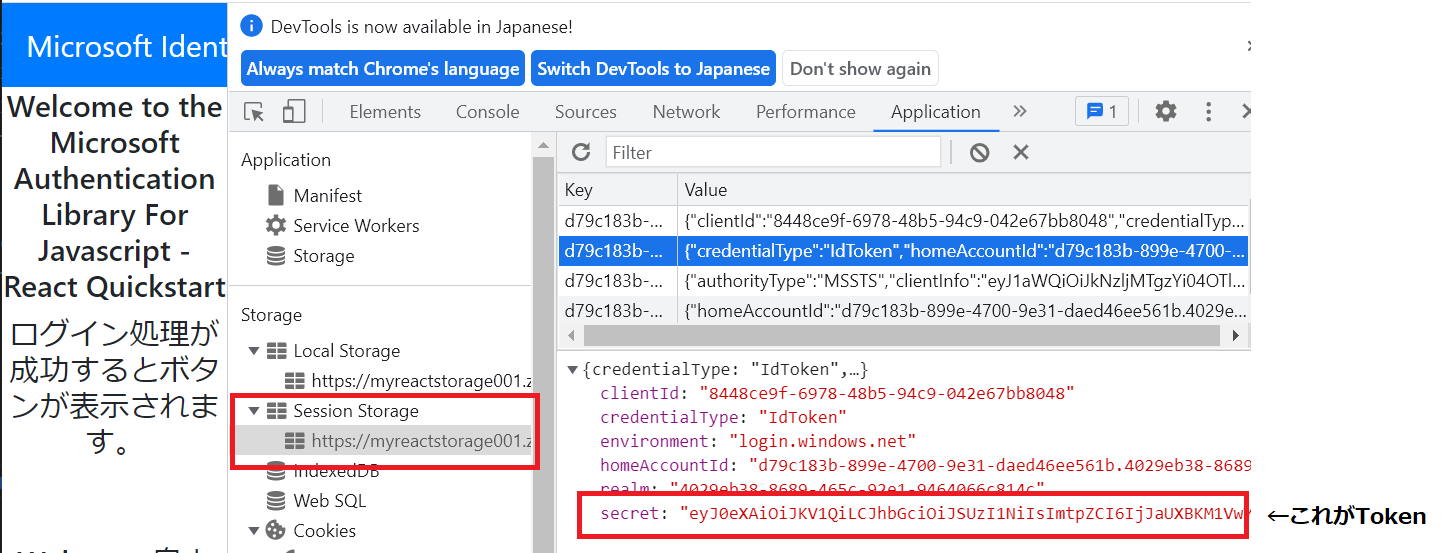 Microsoft Ident
Welcome to the
Microsoft
Authentication
Library For
Javascript -
React Quickstart
ログイン処理が
成功するとボタ
ンが表示されま
す。
DevTools is now available in Japanese!
Always match Chrome's language
Switch DevTools to Japanese
Don't show again
Elements Console Sources Network Performance Application 1
Application
Manifest
Service Workers
Storage
Storage
Local Storage
https://myreactstorage001.z
Session Storage
https://myreactstorage001.z
IndexedDB
Web SQL
Cookies
Filter
Key Value
d79c183b-... {"clientId":"8448ce9f-6978-48b5-94c9-042e67bb8048","credentialTyp...
d79c183b-... {"credentialType":"IdToken","homeAccountId":"d79c183b-899e-4700-...
d79c183b-... {"authorityType":"MSSTS","clientInfo":"eyJ1aWQiOiJkNzljMTgzYi04OTl...
d79c183b-... {"homeAccountId":"d79c183b-899e-4700-9e31-daed46ee561b.4029e...
{credentialType: "IdToken",…}
clientId: "8448ce9f-6978-48b5-94c9-042e67bb8048"
credentialType: "IdToken"
environment: "login.windows.net"
homeAccountId: "d79c183b-899e-4700-9e31-daed46ee561b.4029eb38-8689
realm: "4029eb38-8689-465c-92e1-9464066c814c"
secret: "eyJ0eXAiOiJKV1QiLCJhbGciOiJSUzI1NiIsImtpZCI6IjJaUXBKM1Vw
←これがToken